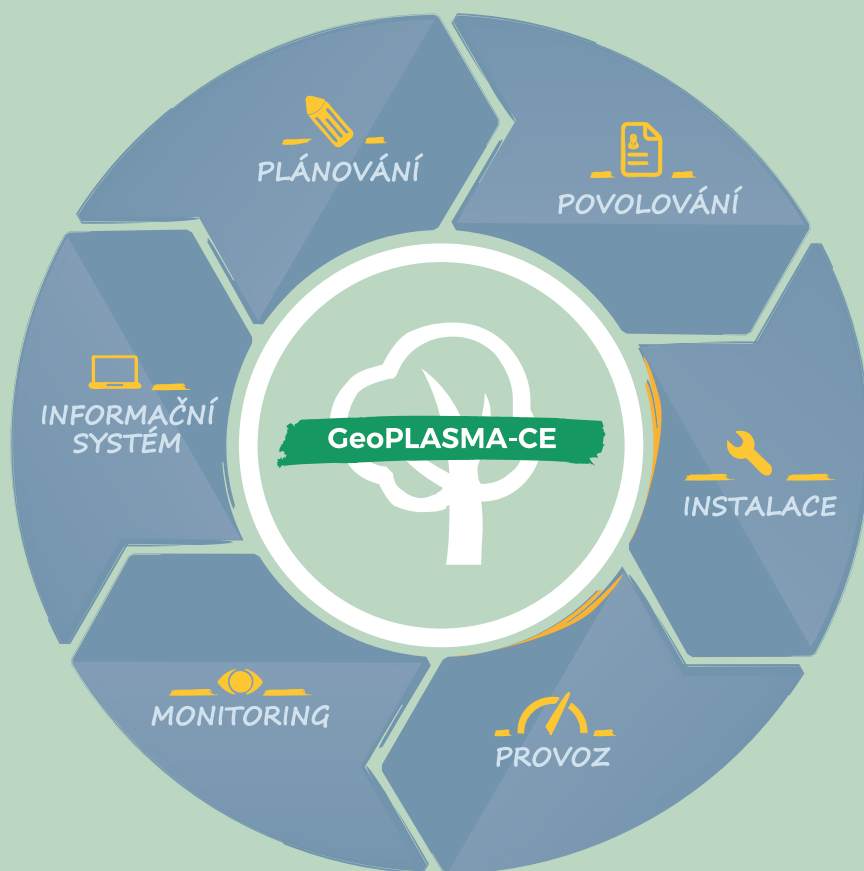 PLÁNOVÁNÍ
POVOLOVÁNÍ
INFORMAČNÍ
SYSTÉM
GeoPLASMA-CE
INSTALACE
MONITORING
PROVOZ